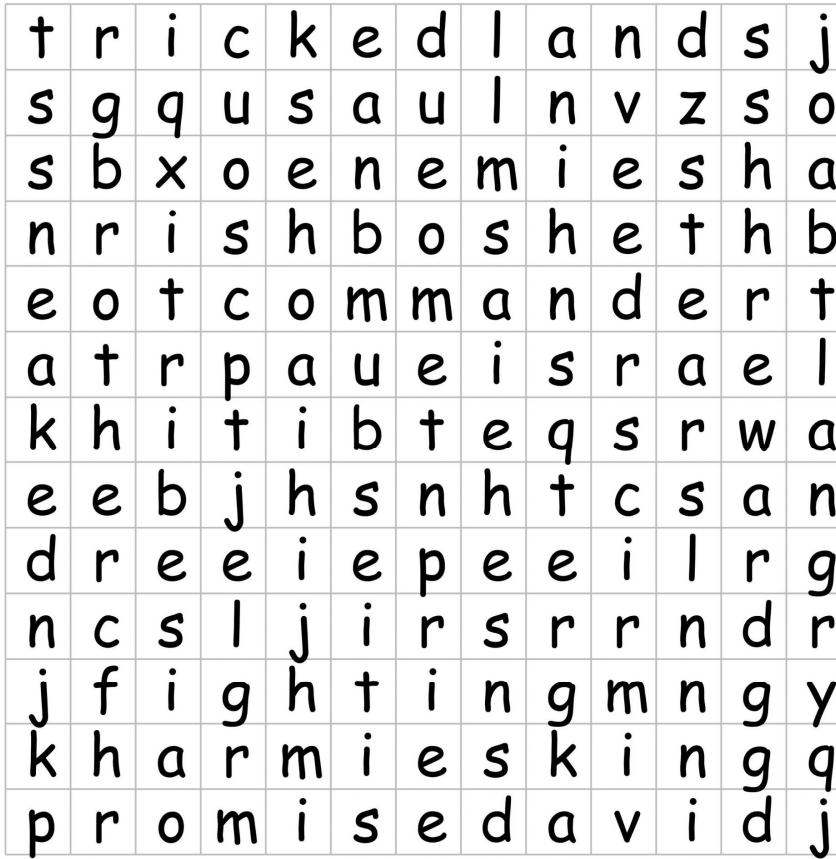 t r i c k e d l a n d s j
s g q u s a u l n v z s o
s b x o e n e m i e s h a
n r i s h b o s h e t h b
e o t c o m m a n d e r t
a t r p a u e i s r a e l
k h i t i b t e q s r w a
e e b j h s n h t c s a n
d r e e i e p e e i l r g
n c s l j i r s r r n d r
j f i g h t i n g m n g y
k h a r m i e s k i n g q
p r o m i s e d a v i d j